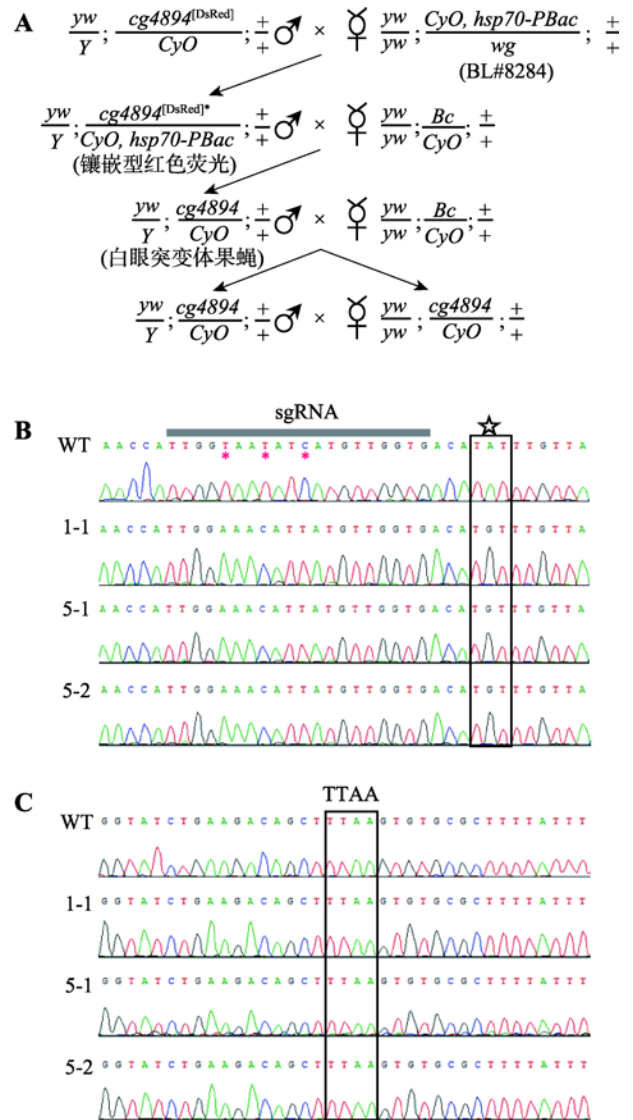 A
yw/Y ; cg4894[DsRed]/CyO ; +/+ ♂ × ☿ yw/yw ; CyO, hsp70-PBac/wg ; +/+
(BL#8284)
yw/Y ; cg4894[DsRed]*/CyO, hsp70-PBac ; +/+ ♂ × ☿ yw/yw ; Bc/CyO ; +/+
(镶嵌型红色荧光)
yw/Y ; cg4894/CyO ; +/+ ♂ × ☿ yw/yw ; Bc/CyO ; +/+
(白眼突变体果蝇)
yw/Y ; cg4894/CyO ; +/+ ♂ × ☿ yw/yw ; cg4894/CyO ; +/+
B
sgRNA
WT AACCATTGGTATATCATGTTGGTGACATATTTGTTA
* * *
1-1 AACCATTGGAAACATTATGTTGGTGACATGTTTGTTA
5-1 AACCATTGGAAACATTATGTTGGTGACATGTTTGTTA
5-2 AACCATTGGAAACATTATGTTGGTGACATGTTTGTTA
C
TTAA
WT GGTATCTGAAGACAGCTTTAAGTGTGCGCTTTTATTT
1-1 GGTATCTGAAGACAGCTTTAAGTGTGCGCTTTTATTT
5-1 GGTATCTGAAGACAGCTTTAAGTGTGCGCTTTTATTT
5-2 GGTATCTGAAGACAGCTTTAAGTGTGCGCTTTTATTT